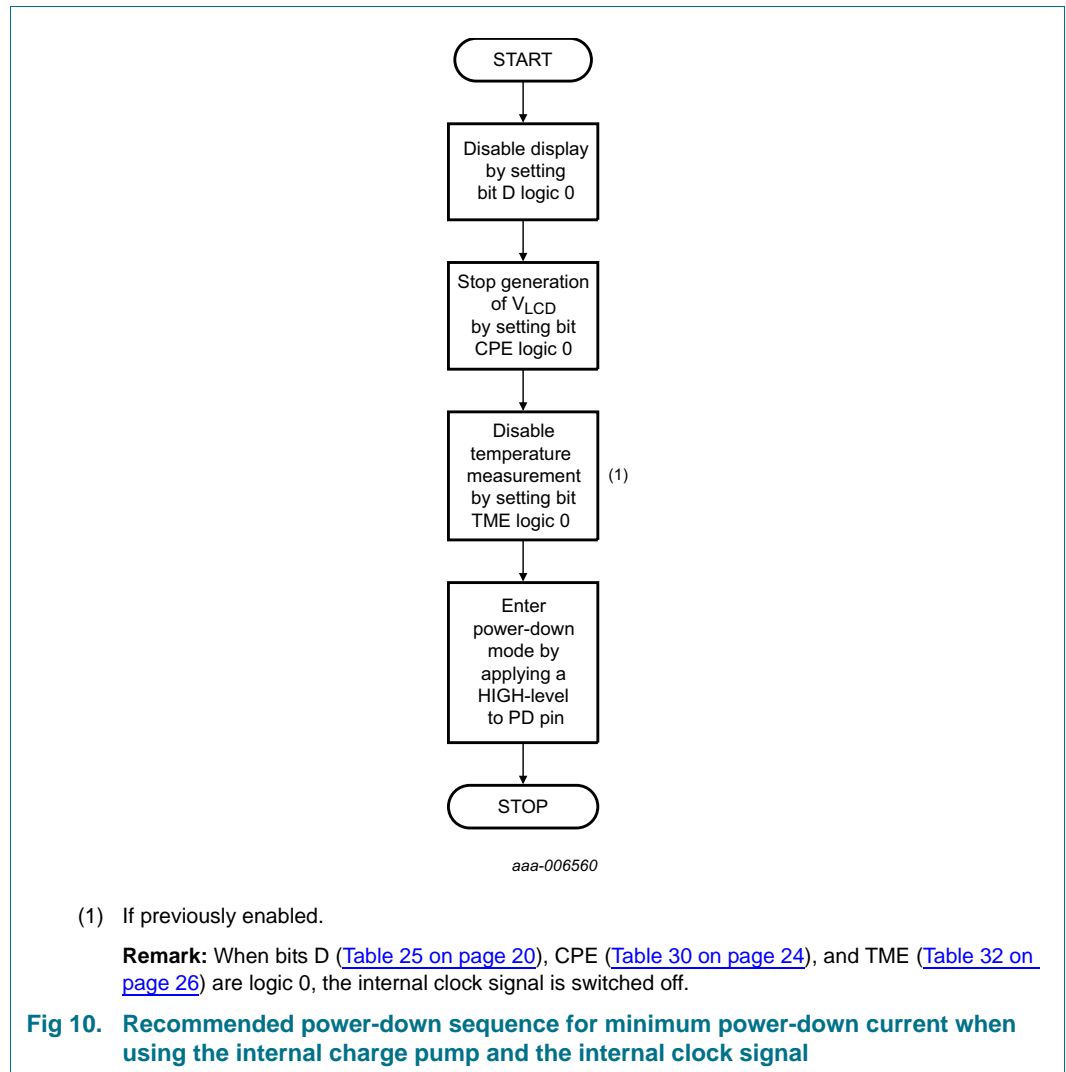 START
Disable display
by setting
bit D logic 0
Stop generation
of VLCD
by setting bit
CPE logic 0
Disable
temperature
measurement
by setting bit
TME logic 0
(1)
Enter
power-down
mode by
applying a
HIGH-level
to PD pin
STOP
aaa-006560
(1) If previously enabled.
Remark: When bits D (Table 25 on page 20), CPE (Table 30 on page 24), and TME (Table 32 on
page 26) are logic 0, the internal clock signal is switched off.
Fig 10. Recommended power-down sequence for minimum power-down current when
using the internal charge pump and the internal clock signal